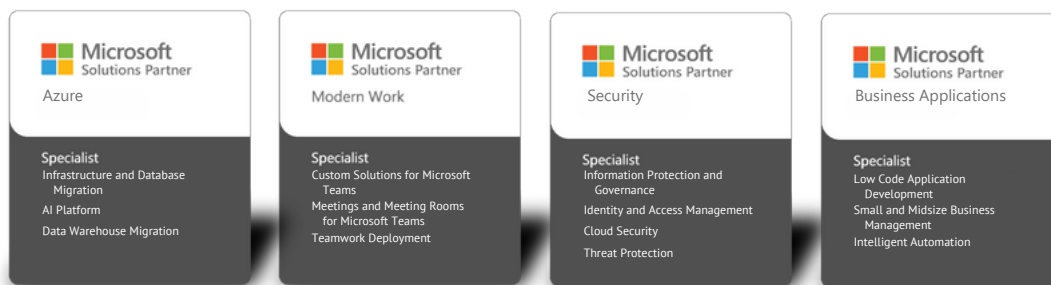 Microsoft
Solutions Partner
Azure
Specialist
Infrastructure and Database
Migration
AI Platform
Data Warehouse Migration
Microsoft
Solutions Partner
Modern Work
Specialist
Custom Solutions for Microsoft
Teams
Meetings and Meeting Rooms
for Microsoft Teams
Teamwork Deployment
Microsoft
Solutions Partner
Security
Specialist
Information Protection and
Governance
Identity and Access Management
Cloud Security
Threat Protection
Microsoft
Solutions Partner
Business Applications
Specialist
Low Code Application
Development
Small and Midsize Business
Management
Intelligent Automation